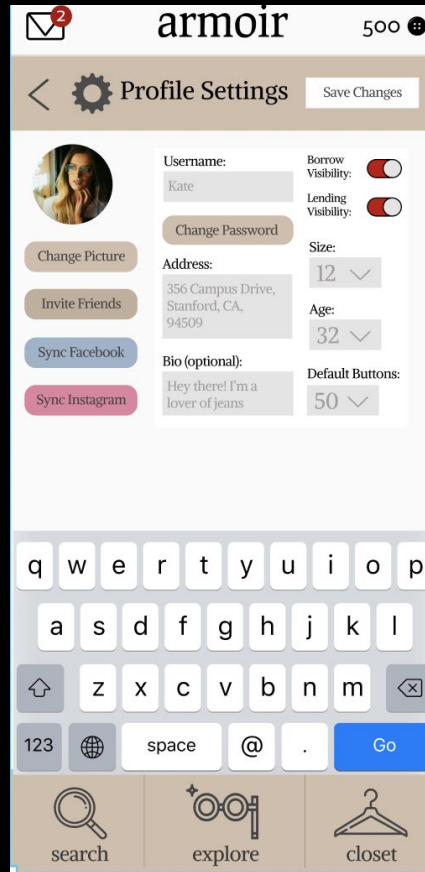 2
armoir
500
Profile Settings
Save Changes
Change Picture
Invite Friends
Sync Facebook
Sync Instagram
Username:
Kate
Change Password
Address:
356 Campus Drive,
Stanford, CA,
94509
Bio (optional):
Hey there! I'm a
lover of jeans
Borrow
Visibility:
Lending
Visibility:
Size:
12
Age:
32
Default Buttons:
50
q w e r t y u i o p
a s d f g h j k l
z x c v b n m
123 space @ . Go
search explore closet